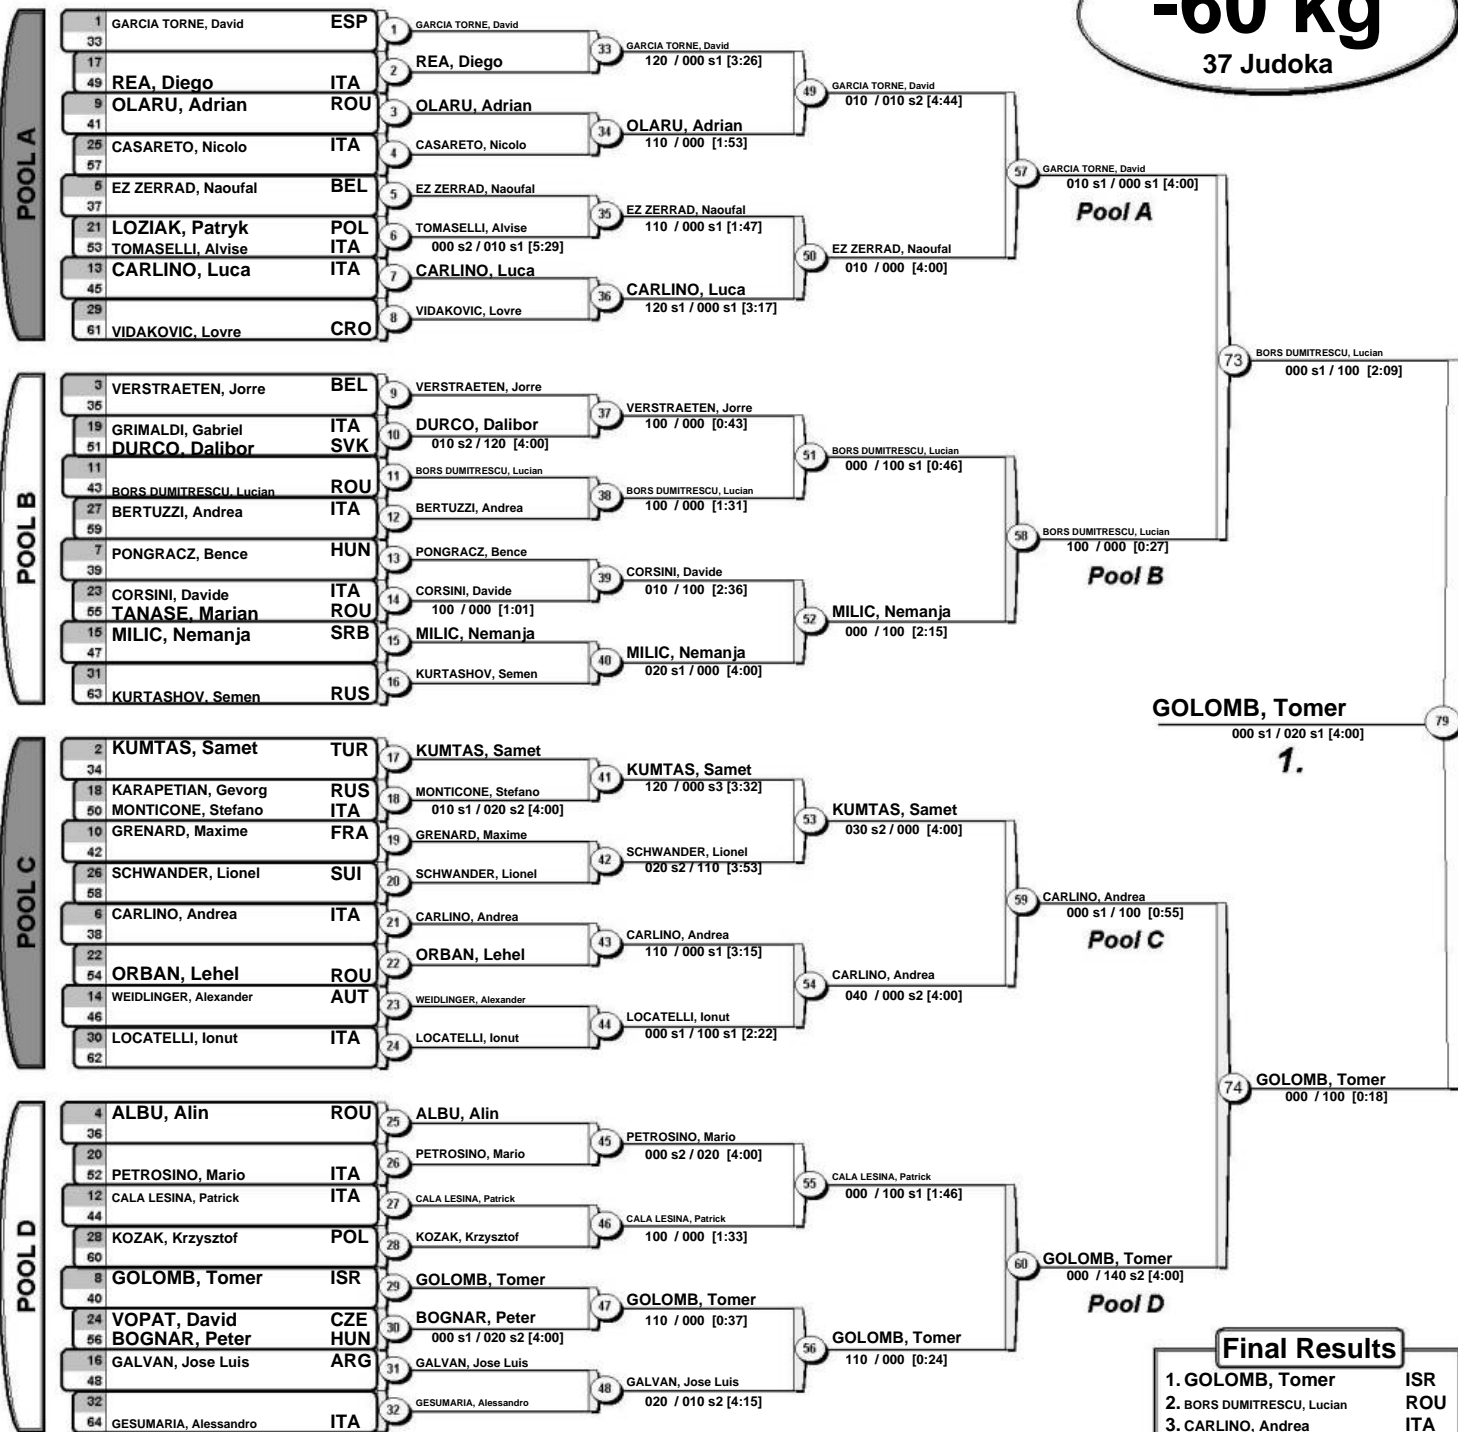 -60 kg
37 Judoka
POOL A
1 GARCIA TORNE, David ESP
33
17
49 REA, Diego ITA
9 OLARU, Adrian ROU
41
25 CASARETO, Nicolo ITA
57
5 EZ ZERRAD, Naoufal BEL
37
21 LOZIAK, Patryk POL
53 TOMASELLI, Alvise ITA
13 CARLINO, Luca ITA
45
29
61 VIDAKOVIC, Lovre CRO
1 GARCIA TORNE, David
2 REA, Diego
3 OLARU, Adrian
4 CASARETO, Nicolo
5 EZ ZERRAD, Naoufal
6 TOMASELLI, Alvise
000 s2 / 010 s1 [5:29]
7 CARLINO, Luca
8 VIDAKOVIC, Lovre
33 GARCIA TORNE, David
120 / 000 s1 [3:26]
34 OLARU, Adrian
110 / 000 [1:53]
35 EZ ZERRAD, Naoufal
110 / 000 s1 [1:47]
36 CARLINO, Luca
120 s1 / 000 s1 [3:17]
49 GARCIA TORNE, David
010 / 010 s2 [4:44]
50 EZ ZERRAD, Naoufal
010 / 000 [4:00]
57 GARCIA TORNE, David
010 s1 / 000 s1 [4:00]
Pool A
POOL B
3 VERSTRAETEN, Jorre BEL
35
19 GRIMALDI, Gabriel ITA
51 DURCO, Dalibor SVK
11
43 BORS DUMITRESCU, Lucian ROU
27 BERTUZZI, Andrea ITA
59
7 PONGRACZ, Bence HUN
39
23 CORSINI, Davide ITA
55 TANASE, Marian ROU
15 MILIC, Nemanja SRB
47
31
63 KURTASHOV, Semen RUS
9 VERSTRAETEN, Jorre
10 DURCO, Dalibor
010 s2 / 120 [4:00]
11 BORS DUMITRESCU, Lucian
12 BERTUZZI, Andrea
13 PONGRACZ, Bence
14 CORSINI, Davide
100 / 000 [1:01]
15 MILIC, Nemanja
16 KURTASHOV, Semen
37 VERSTRAETEN, Jorre
100 / 000 [0:43]
38 BORS DUMITRESCU, Lucian
100 / 000 [1:31]
39 CORSINI, Davide
010 / 100 [2:36]
40 MILIC, Nemanja
020 s1 / 000 [4:00]
51 BORS DUMITRESCU, Lucian
000 / 100 s1 [0:46]
52 MILIC, Nemanja
000 / 100 [2:15]
58 BORS DUMITRESCU, Lucian
100 / 000 [0:27]
Pool B
73 BORS DUMITRESCU, Lucian
000 s1 / 100 [2:09]
GOLOMB, Tomer 79
000 s1 / 020 s1 [4:00]
1.
POOL C
2 KUMTAS, Samet TUR
34
18 KARAPETIAN, Gevorg RUS
50 MONTICONE, Stefano ITA
10 GRENARD, Maxime FRA
42
26 SCHWANDER, Lionel SUI
58
6 CARLINO, Andrea ITA
38
22
54 ORBAN, Lehel ROU
14 WEIDLINGER, Alexander AUT
46
30 LOCATELLI, Ionut ITA
62
17 KUMTAS, Samet
18 MONTICONE, Stefano
010 s1 / 020 s2 [4:00]
19 GRENARD, Maxime
20 SCHWANDER, Lionel
21 CARLINO, Andrea
22 ORBAN, Lehel
23 WEIDLINGER, Alexander
24 LOCATELLI, Ionut
41 KUMTAS, Samet
120 / 000 s3 [3:32]
42 SCHWANDER, Lionel
020 s2 / 110 [3:53]
43 CARLINO, Andrea
110 / 000 s1 [3:15]
44 LOCATELLI, Ionut
000 s1 / 100 s1 [2:22]
53 KUMTAS, Samet
030 s2 / 000 [4:00]
54 CARLINO, Andrea
040 / 000 s2 [4:00]
59 CARLINO, Andrea
000 s1 / 100 [0:55]
Pool C
POOL D
4 ALBU, Alin ROU
36
20
52 PETROSINO, Mario ITA
12 CALA LESINA, Patrick ITA
44
28 KOZAK, Krzysztof POL
60
8 GOLOMB, Tomer ISR
40
24 VOPAT, David CZE
56 BOGNAR, Peter HUN
16 GALVAN, Jose Luis ARG
48
32
64 GESUMARIA, Alessandro ITA
25 ALBU, Alin
26 PETROSINO, Mario
27 CALA LESINA, Patrick
28 KOZAK, Krzysztof
29 GOLOMB, Tomer
30 BOGNAR, Peter
000 s1 / 020 s2 [4:00]
31 GALVAN, Jose Luis
32 GESUMARIA, Alessandro
45 PETROSINO, Mario
000 s2 / 020 [4:00]
46 CALA LESINA, Patrick
100 / 000 [1:33]
47 GOLOMB, Tomer
110 / 000 [0:37]
48 GALVAN, Jose Luis
020 / 010 s2 [4:15]
55 CALA LESINA, Patrick
000 / 100 s1 [1:46]
56 GOLOMB, Tomer
110 / 000 [0:24]
60 GOLOMB, Tomer
000 / 140 s2 [4:00]
Pool D
74 GOLOMB, Tomer
000 / 100 [0:18]
Final Results
1. GOLOMB, Tomer ISR
2. BORS DUMITRESCU, Lucian ROU
3. CARLINO, Andrea ITA